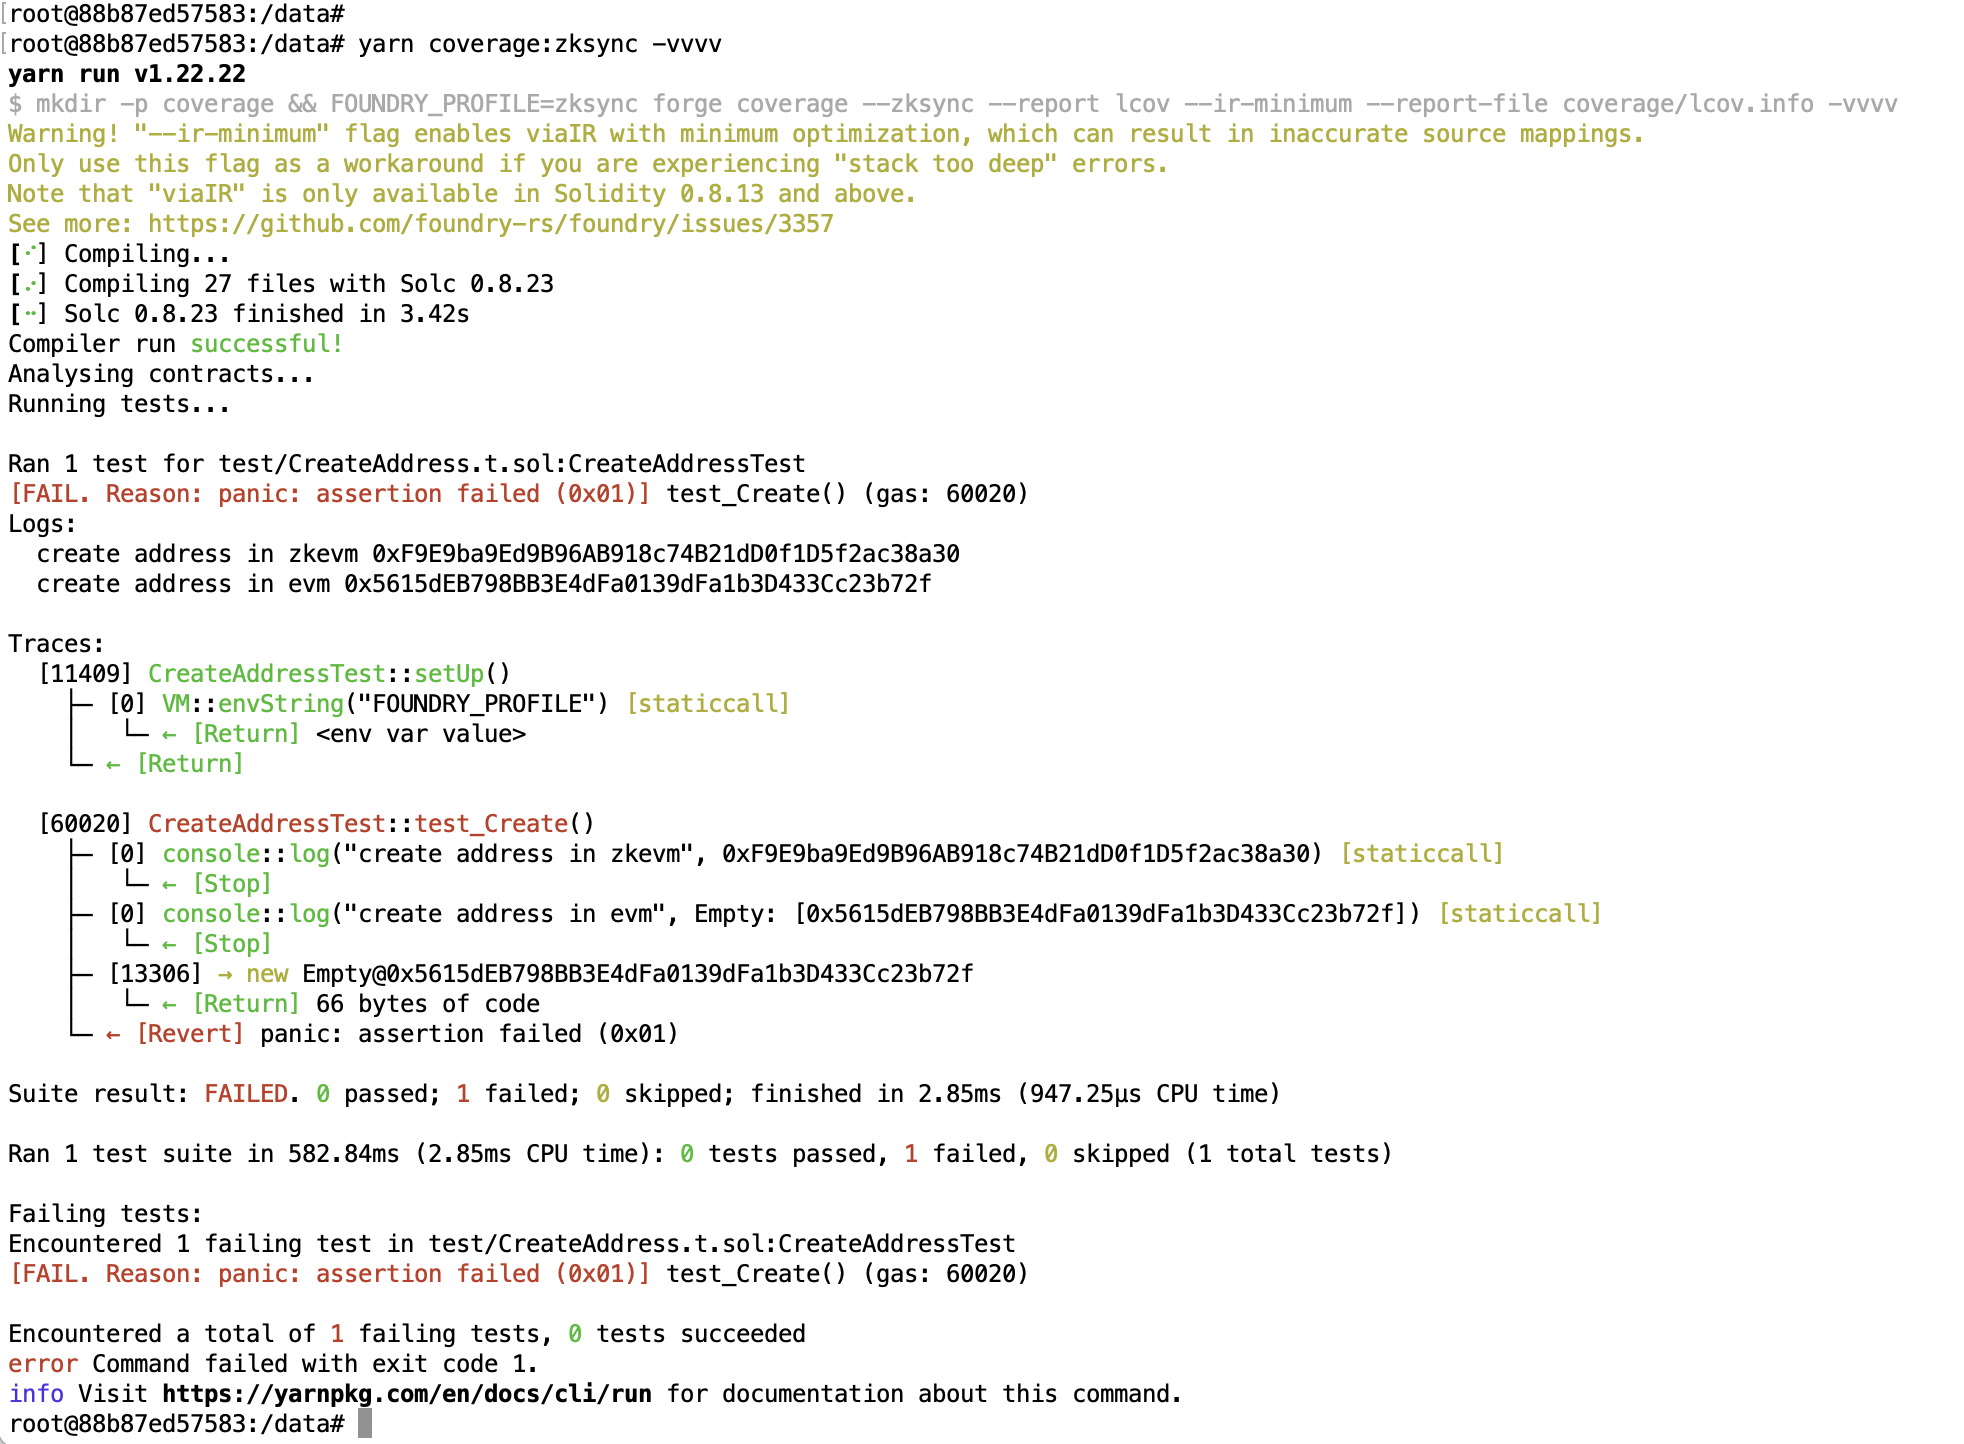 [root@88b87ed57583:/data#
[root@88b87ed57583:/data# yarn coverage:zksync -vvvv
yarn run v1.22.22
$ mkdir -p coverage && FOUNDRY_PROFILE=zksync forge coverage --zksync --report lcov --ir-minimum --report-file coverage/lcov.info -vvvv
Warning! "--ir-minimum" flag enables viaIR with minimum optimization, which can result in inaccurate source mappings.
Only use this flag as a workaround if you are experiencing "stack too deep" errors.
Note that "viaIR" is only available in Solidity 0.8.13 and above.
See more: https://github.com/foundry-rs/foundry/issues/3357
[⠊] Compiling...
[⠔] Compiling 27 files with Solc 0.8.23
[⠒] Solc 0.8.23 finished in 3.42s
Compiler run successful!
Analysing contracts...
Running tests...

Ran 1 test for test/CreateAddress.t.sol:CreateAddressTest
[FAIL. Reason: panic: assertion failed (0x01)] test_Create() (gas: 60020)
Logs:
  create address in zkevm 0xF9E9ba9Ed9B96AB918c74B21dD0f1D5f2ac38a30
  create address in evm 0x5615dEB798BB3E4dFa0139dFa1b3D433Cc23b72f

Traces:
  [11409] CreateAddressTest::setUp()
    ├─ [0] VM::envString("FOUNDRY_PROFILE") [staticcall]
    │   └─ ← [Return] <env var value>
    └─ ← [Return]

  [60020] CreateAddressTest::test_Create()
    ├─ [0] console::log("create address in zkevm", 0xF9E9ba9Ed9B96AB918c74B21dD0f1D5f2ac38a30) [staticcall]
    │   └─ ← [Stop]
    ├─ [0] console::log("create address in evm", Empty: [0x5615dEB798BB3E4dFa0139dFa1b3D433Cc23b72f]) [staticcall]
    │   └─ ← [Stop]
    ├─ [13306] → new Empty@0x5615dEB798BB3E4dFa0139dFa1b3D433Cc23b72f
    │   └─ ← [Return] 66 bytes of code
    └─ ← [Revert] panic: assertion failed (0x01)

Suite result: FAILED. 0 passed; 1 failed; 0 skipped; finished in 2.85ms (947.25µs CPU time)

Ran 1 test suite in 582.84ms (2.85ms CPU time): 0 tests passed, 1 failed, 0 skipped (1 total tests)

Failing tests:
Encountered 1 failing test in test/CreateAddress.t.sol:CreateAddressTest
[FAIL. Reason: panic: assertion failed (0x01)] test_Create() (gas: 60020)

Encountered a total of 1 failing tests, 0 tests succeeded
error Command failed with exit code 1.
info Visit https://yarnpkg.com/en/docs/cli/run for documentation about this command.
root@88b87ed57583:/data#